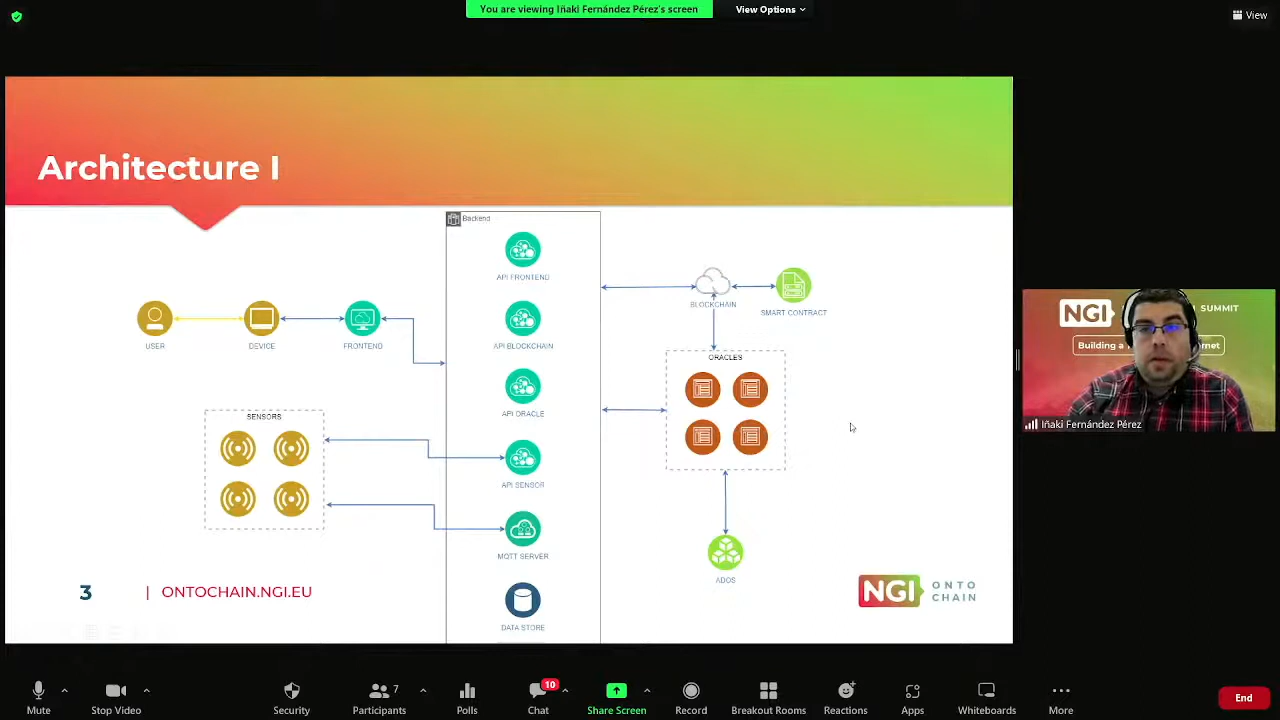 You are viewing Iñaki Fernández Pérez's screen
View Options
View
Architecture I
Backend
API FRONTEND
BLOCKCHAIN
SMART CONTRACT
USER
DEVICE
FRONTEND
API BLOCKCHAIN
ORACLES
API ORACLE
SENSORS
API SENSOR
MQTT SERVER
ADOS
DATA STORE
3
| ONTOCHAIN.NGI.EU
NGI
ONTO
CHAIN
NGI
SUMMIT
Building a
Iñaki Fernández Pérez
Mute
Stop Video
Security
7
Participants
Polls
10
Chat
Share Screen
Record
Breakout Rooms
Reactions
Apps
Whiteboards
More
End